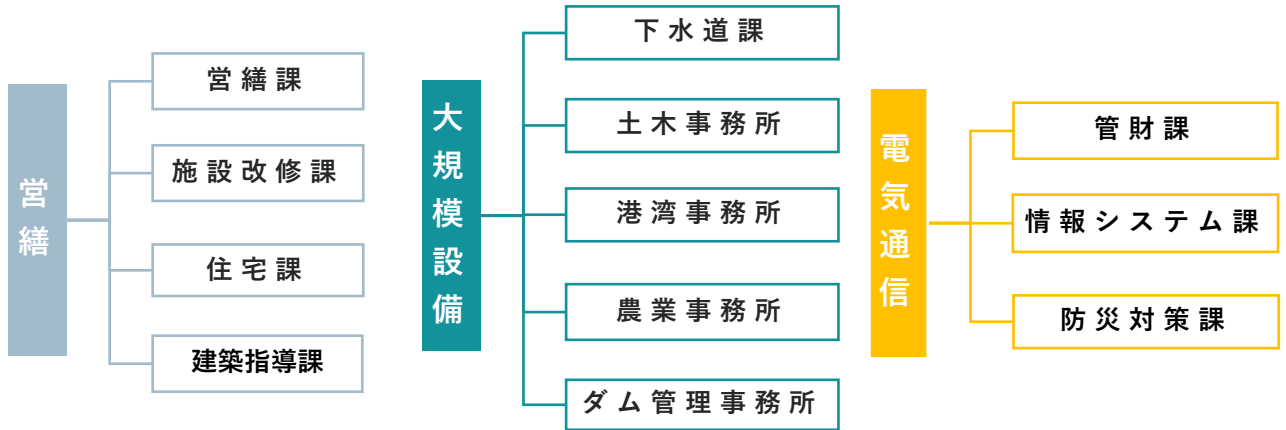 営繕
営繕課
施設改修課
住宅課
建築指導課
大規模設備
下水道課
土木事務所
港湾事務所
農業事務所
ダム管理事務所
電気通信
管財課
情報システム課
防災対策課